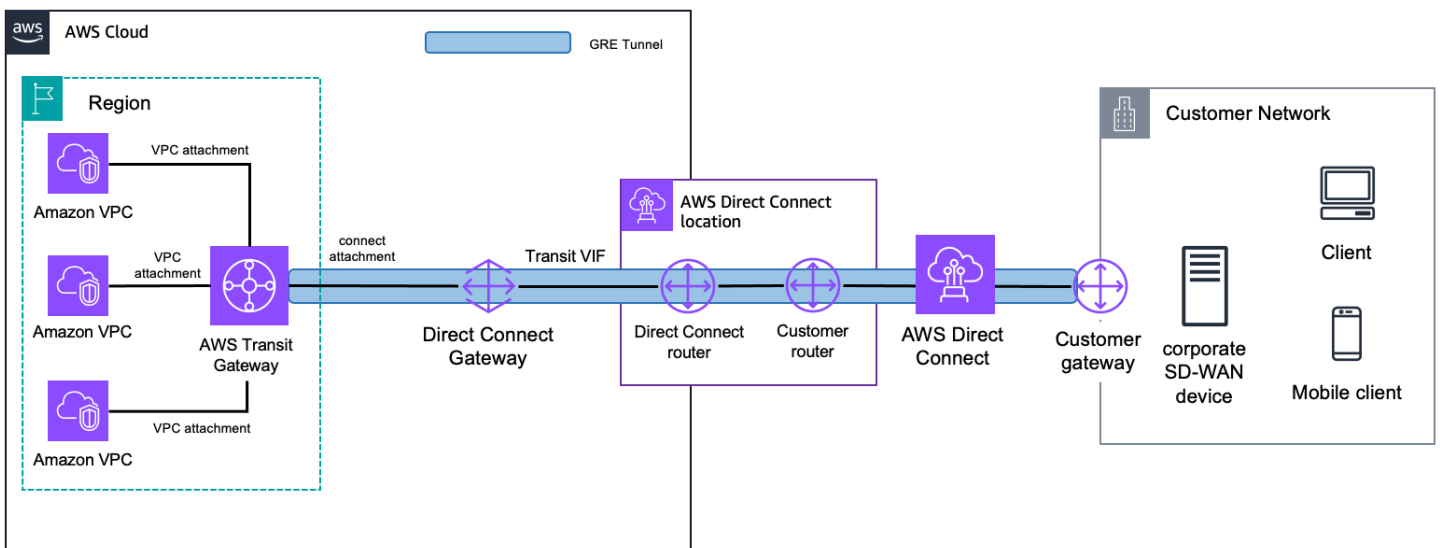 aws
AWS Cloud
GRE Tunnel
Region
VPC attachment
Amazon VPC
VPC
attachment
Amazon VPC
AWS Transit
Gateway
VPC attachment
Amazon VPC
connect
attachment
Direct Connect
Gateway
Transit VIF
AWS Direct Connect
location
Direct Connect
router
Customer
router
AWS Direct
Connect
Customer
gateway
Customer Network
corporate
SD-WAN
device
Client
Mobile client